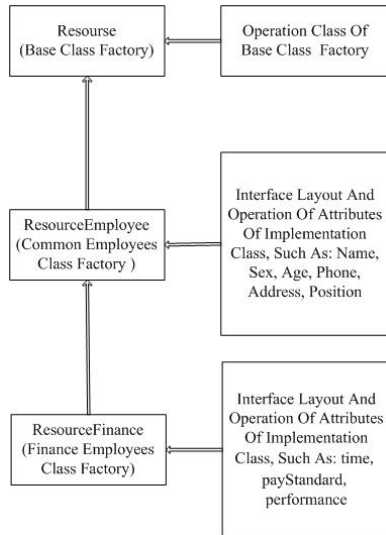 Resourse
(Base Class Factory)
Operation Class Of
Base Class Factory
ResourceEmployee
(Common Employees
Class Factory )
Interface Layout And
Operation Of Attributes
Of Implementation
Class, Such As: Name,
Sex, Age, Phone,
Address, Position
ResourceFinance
(Finance Employees
Class Factory)
Interface Layout And
Operation Of Attributes
Of Implementation
Class, Such As: time,
payStandard,
performance